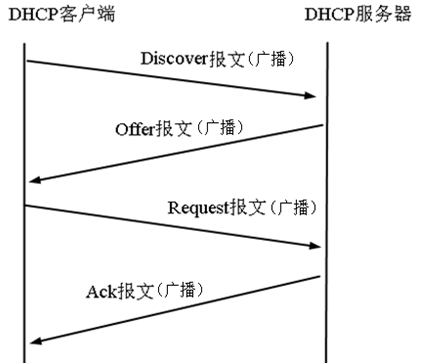 DHCP客户端 DHCP服务器
Discover报文(广播)
Offer报文(广播)
Request报文(广播)
Ack报文(广播)